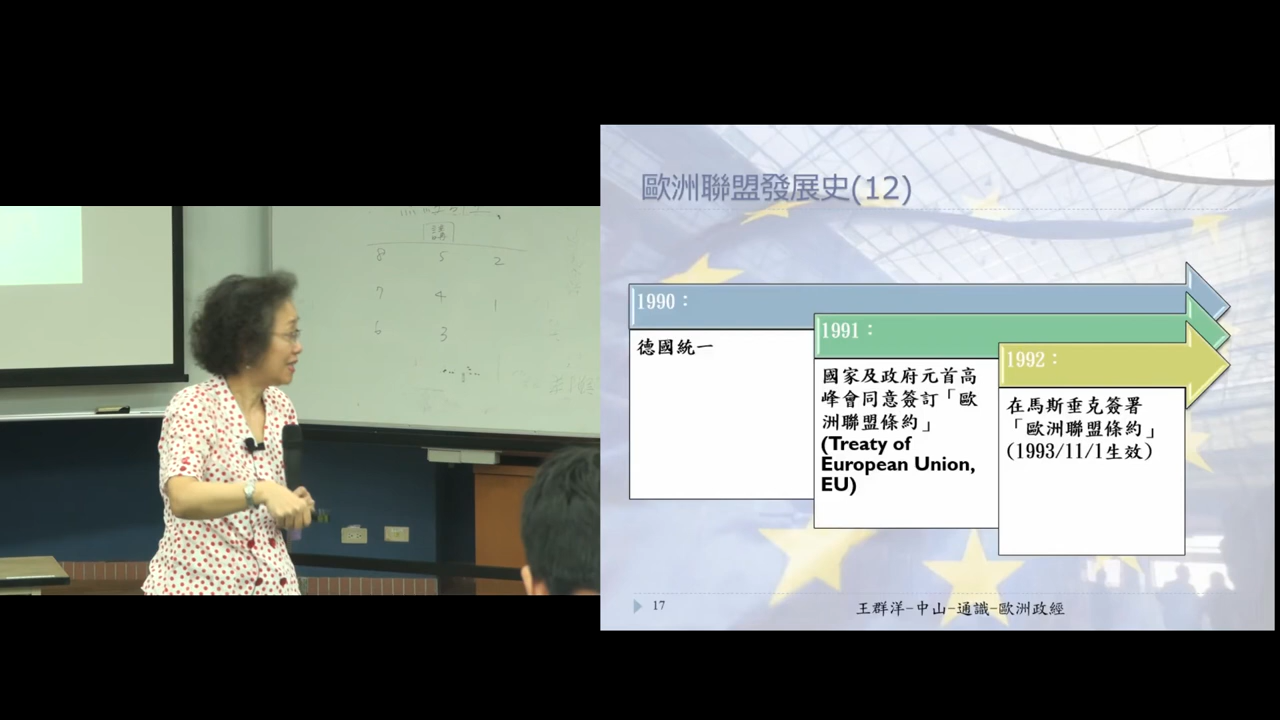 講
8 5 2
7 4 1
6 3
歐洲聯盟發展史(12)
1990：
德國統一
1991：
國家及政府元首高
峰會同意簽訂「歐
洲聯盟條約」
(Treaty of
European Union,
EU)
1992：
在馬斯垂克簽署
「歐洲聯盟條約」
(1993/11/1生效)
17
王群洋-中山-通識-歐洲政經